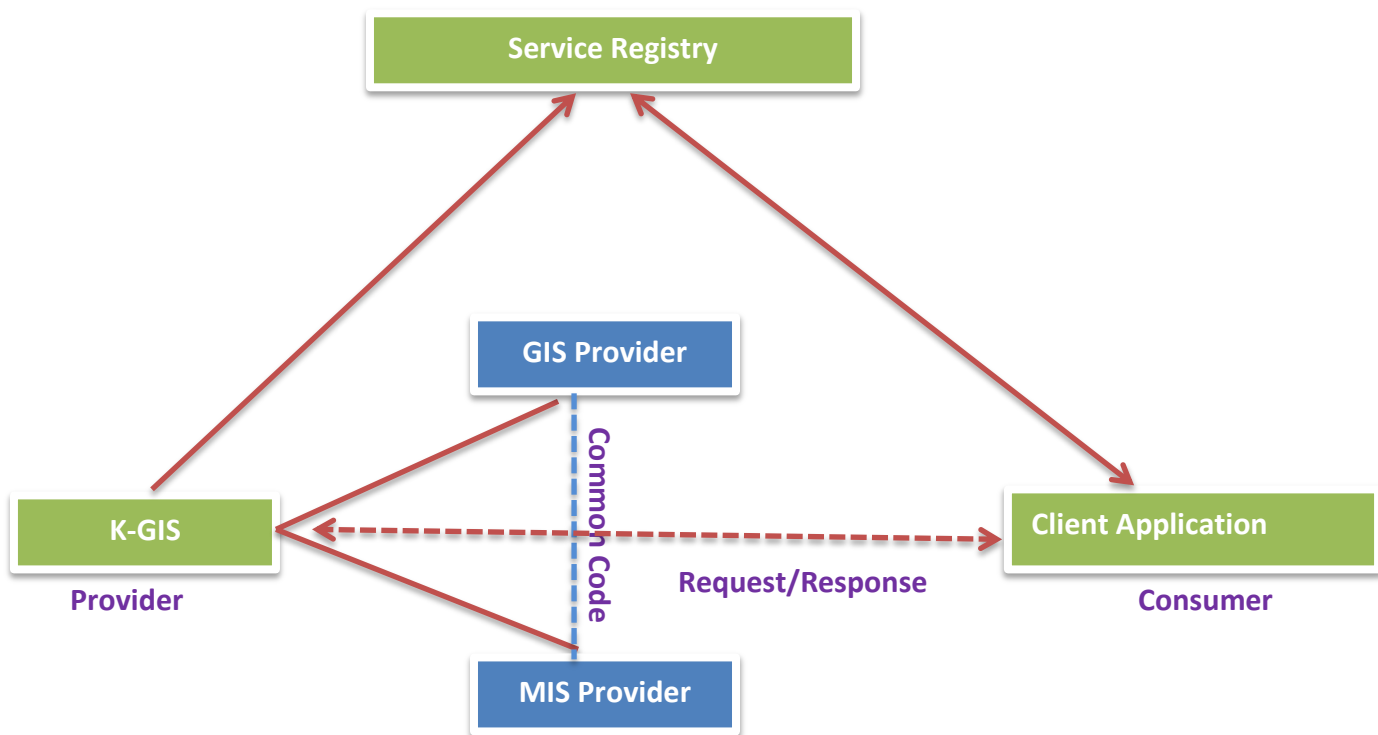 Service Registry
GIS Provider
Common Code
K-GIS
Client Application
Request/Response
Provider
Consumer
MIS Provider